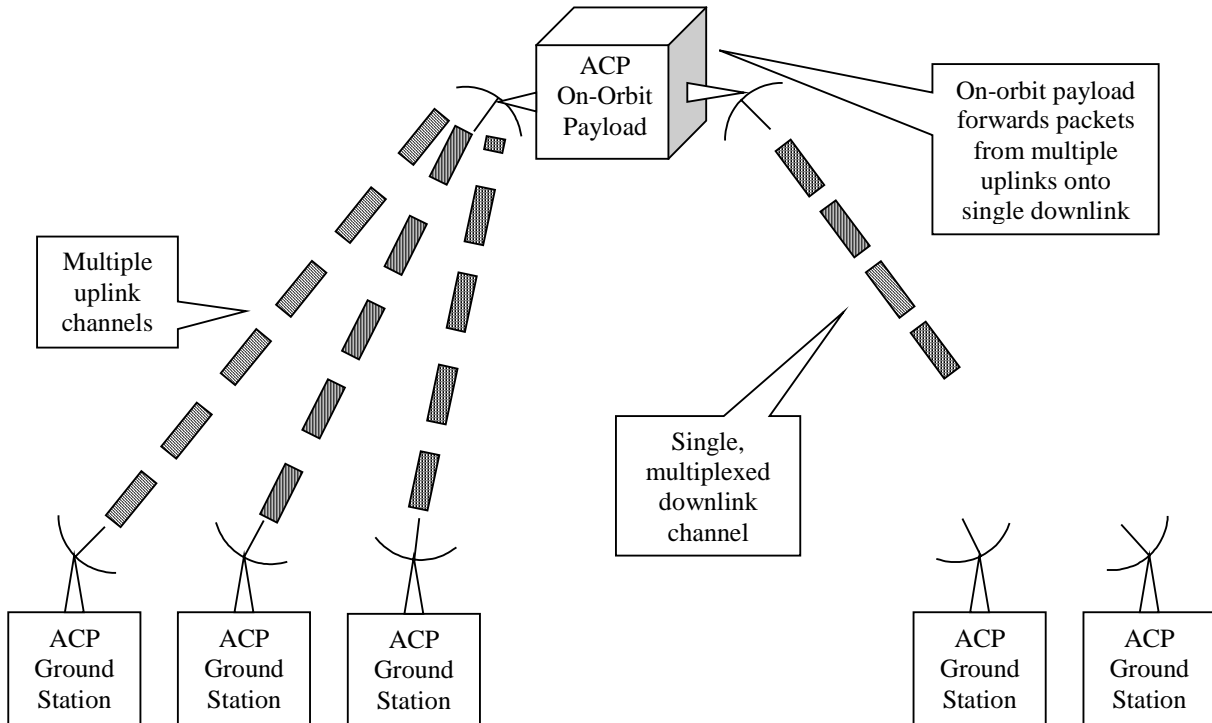 ACP
On-Orbit
Payload
On-orbit payload
forwards packets
from multiple
uplinks onto
single downlink
Multiple
uplink
channels
Single,
multiplexed
downlink
channel
ACP
Ground
Station
ACP
Ground
Station
ACP
Ground
Station
ACP
Ground
Station
ACP
Ground
Station